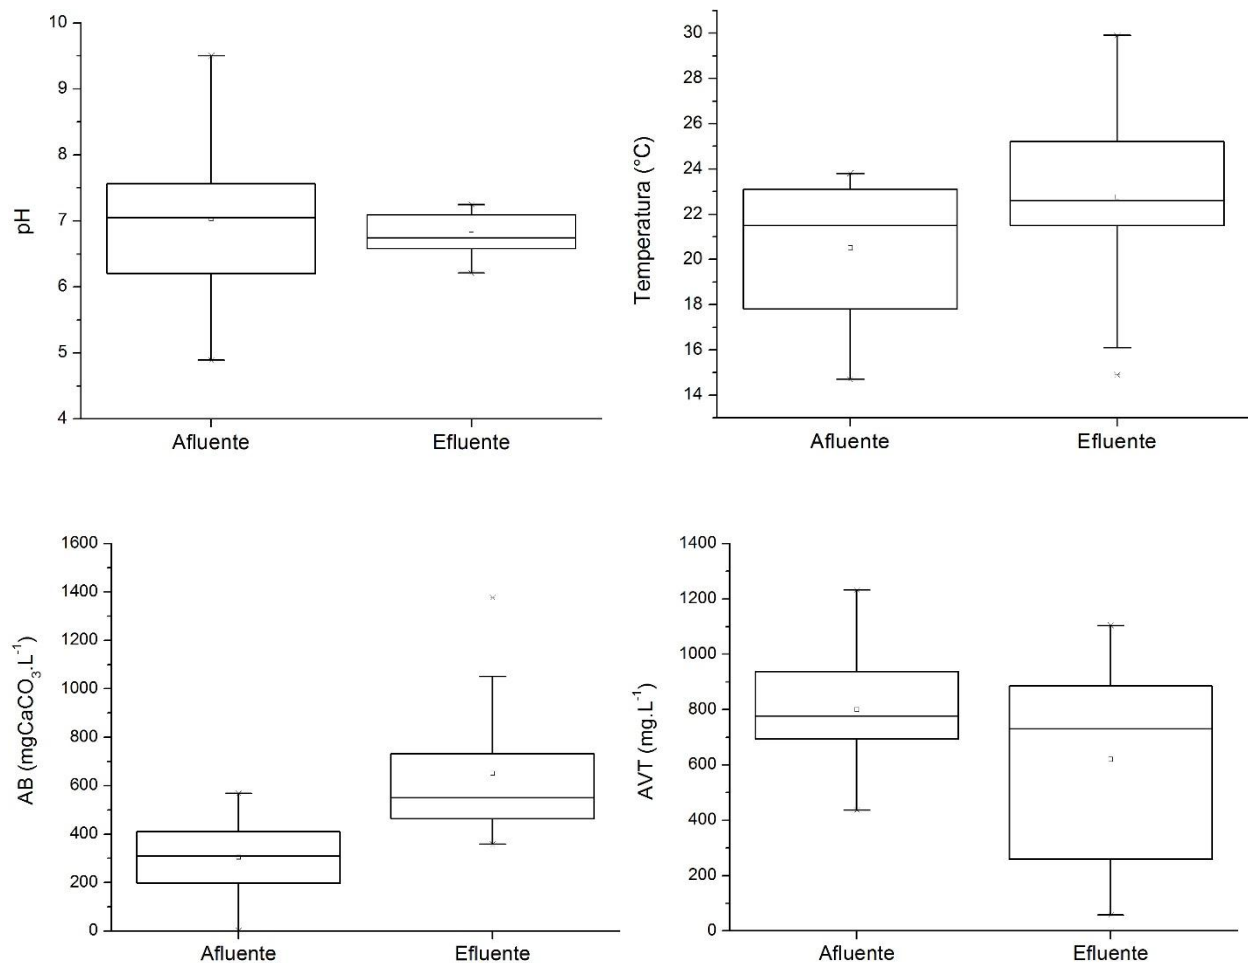 pH
10
9
8
7
6
5
4
Afluente
Efluente
Temperatura (°C)
30
28
26
24
22
20
18
16
14
Afluente
Efluente
AB (mgCaCO₃.L⁻¹)
1600
1400
1200
1000
800
600
400
200
0
Afluente
Efluente
AVT (mg.L⁻¹)
1400
1200
1000
800
600
400
200
0
Afluente
Efluente